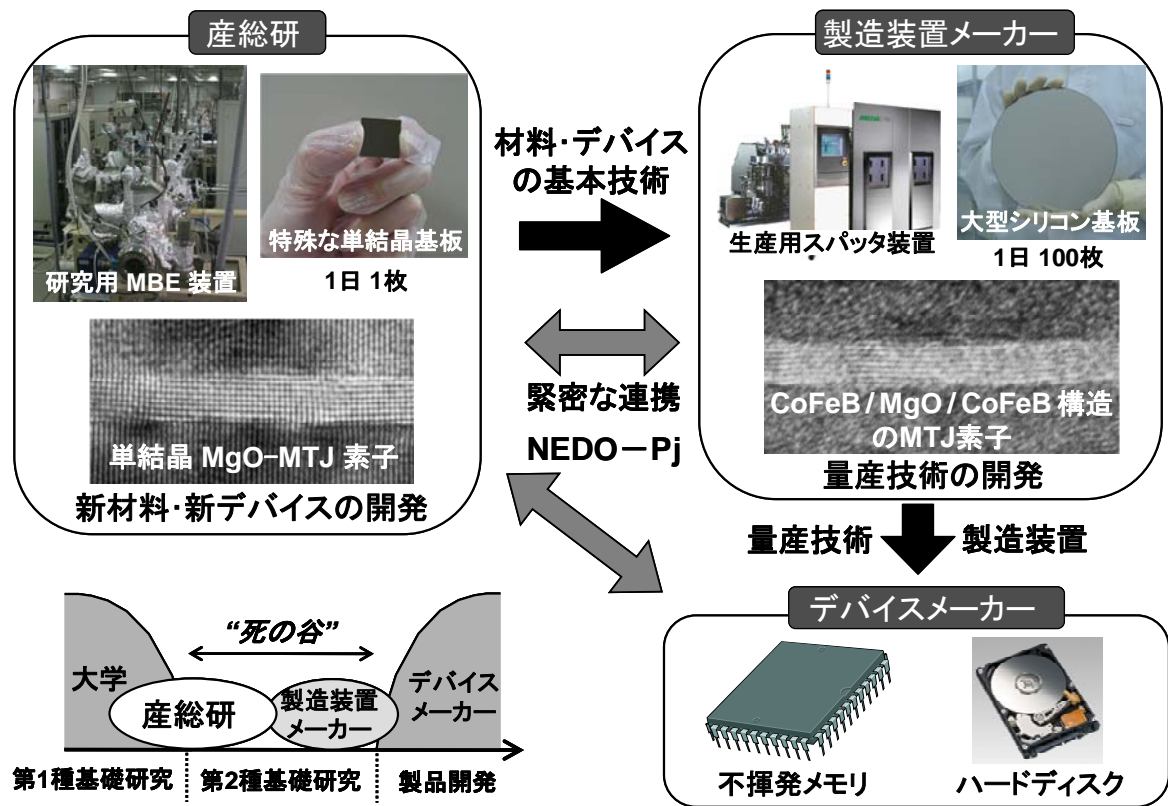 産総研
研究用 MBE 装置
特殊な単結晶基板
1日 1枚
単結晶 MgO-MTJ 素子
新材料・新デバイスの開発
材料・デバイス
の基本技術
緊密な連携
NEDO－Pj
製造装置メーカー
生産用スパッタ装置
大型シリコン基板
1日 100枚
CoFeB / MgO / CoFeB 構造
のMTJ素子
量産技術の開発
量産技術
製造装置
デバイスメーカー
不揮発メモリ
ハードディスク
“死の谷”
大学
産総研
製造装置
メーカー
デバイス
メーカー
第1種基礎研究
第2種基礎研究
製品開発